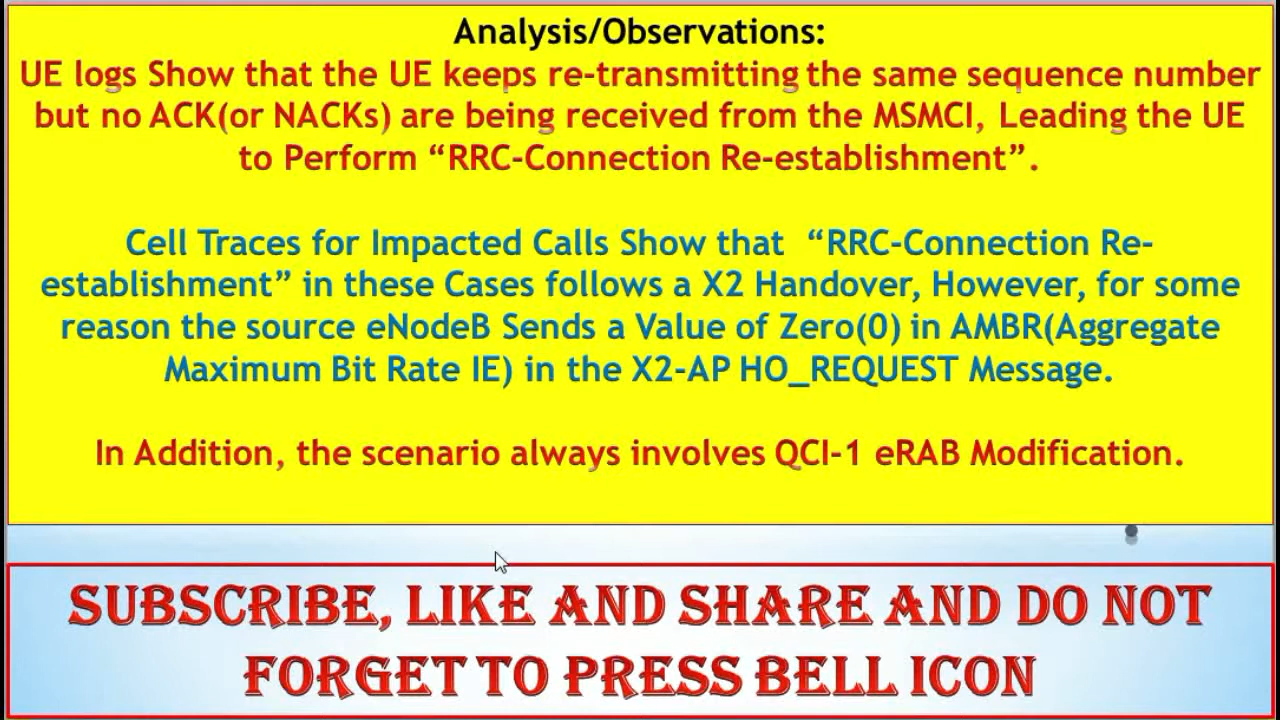 Analysis/Observations:
UE logs Show that the UE keeps re-transmitting the same sequence number
but no ACK(or NACKs) are being received from the MSMCI, Leading the UE
to Perform “RRC-Connection Re-establishment”.
Cell Traces for Impacted Calls Show that “RRC-Connection Re-
establishment” in these Cases follows a X2 Handover, However, for some
reason the source eNodeB Sends a Value of Zero(0) in AMBR(Aggregate
Maximum Bit Rate IE) in the X2-AP HO_REQUEST Message.
In Addition, the scenario always involves QCI-1 eRAB Modification.
SUBSCRIBE, LIKE AND SHARE AND DO NOT
FORGET TO PRESS BELL ICON